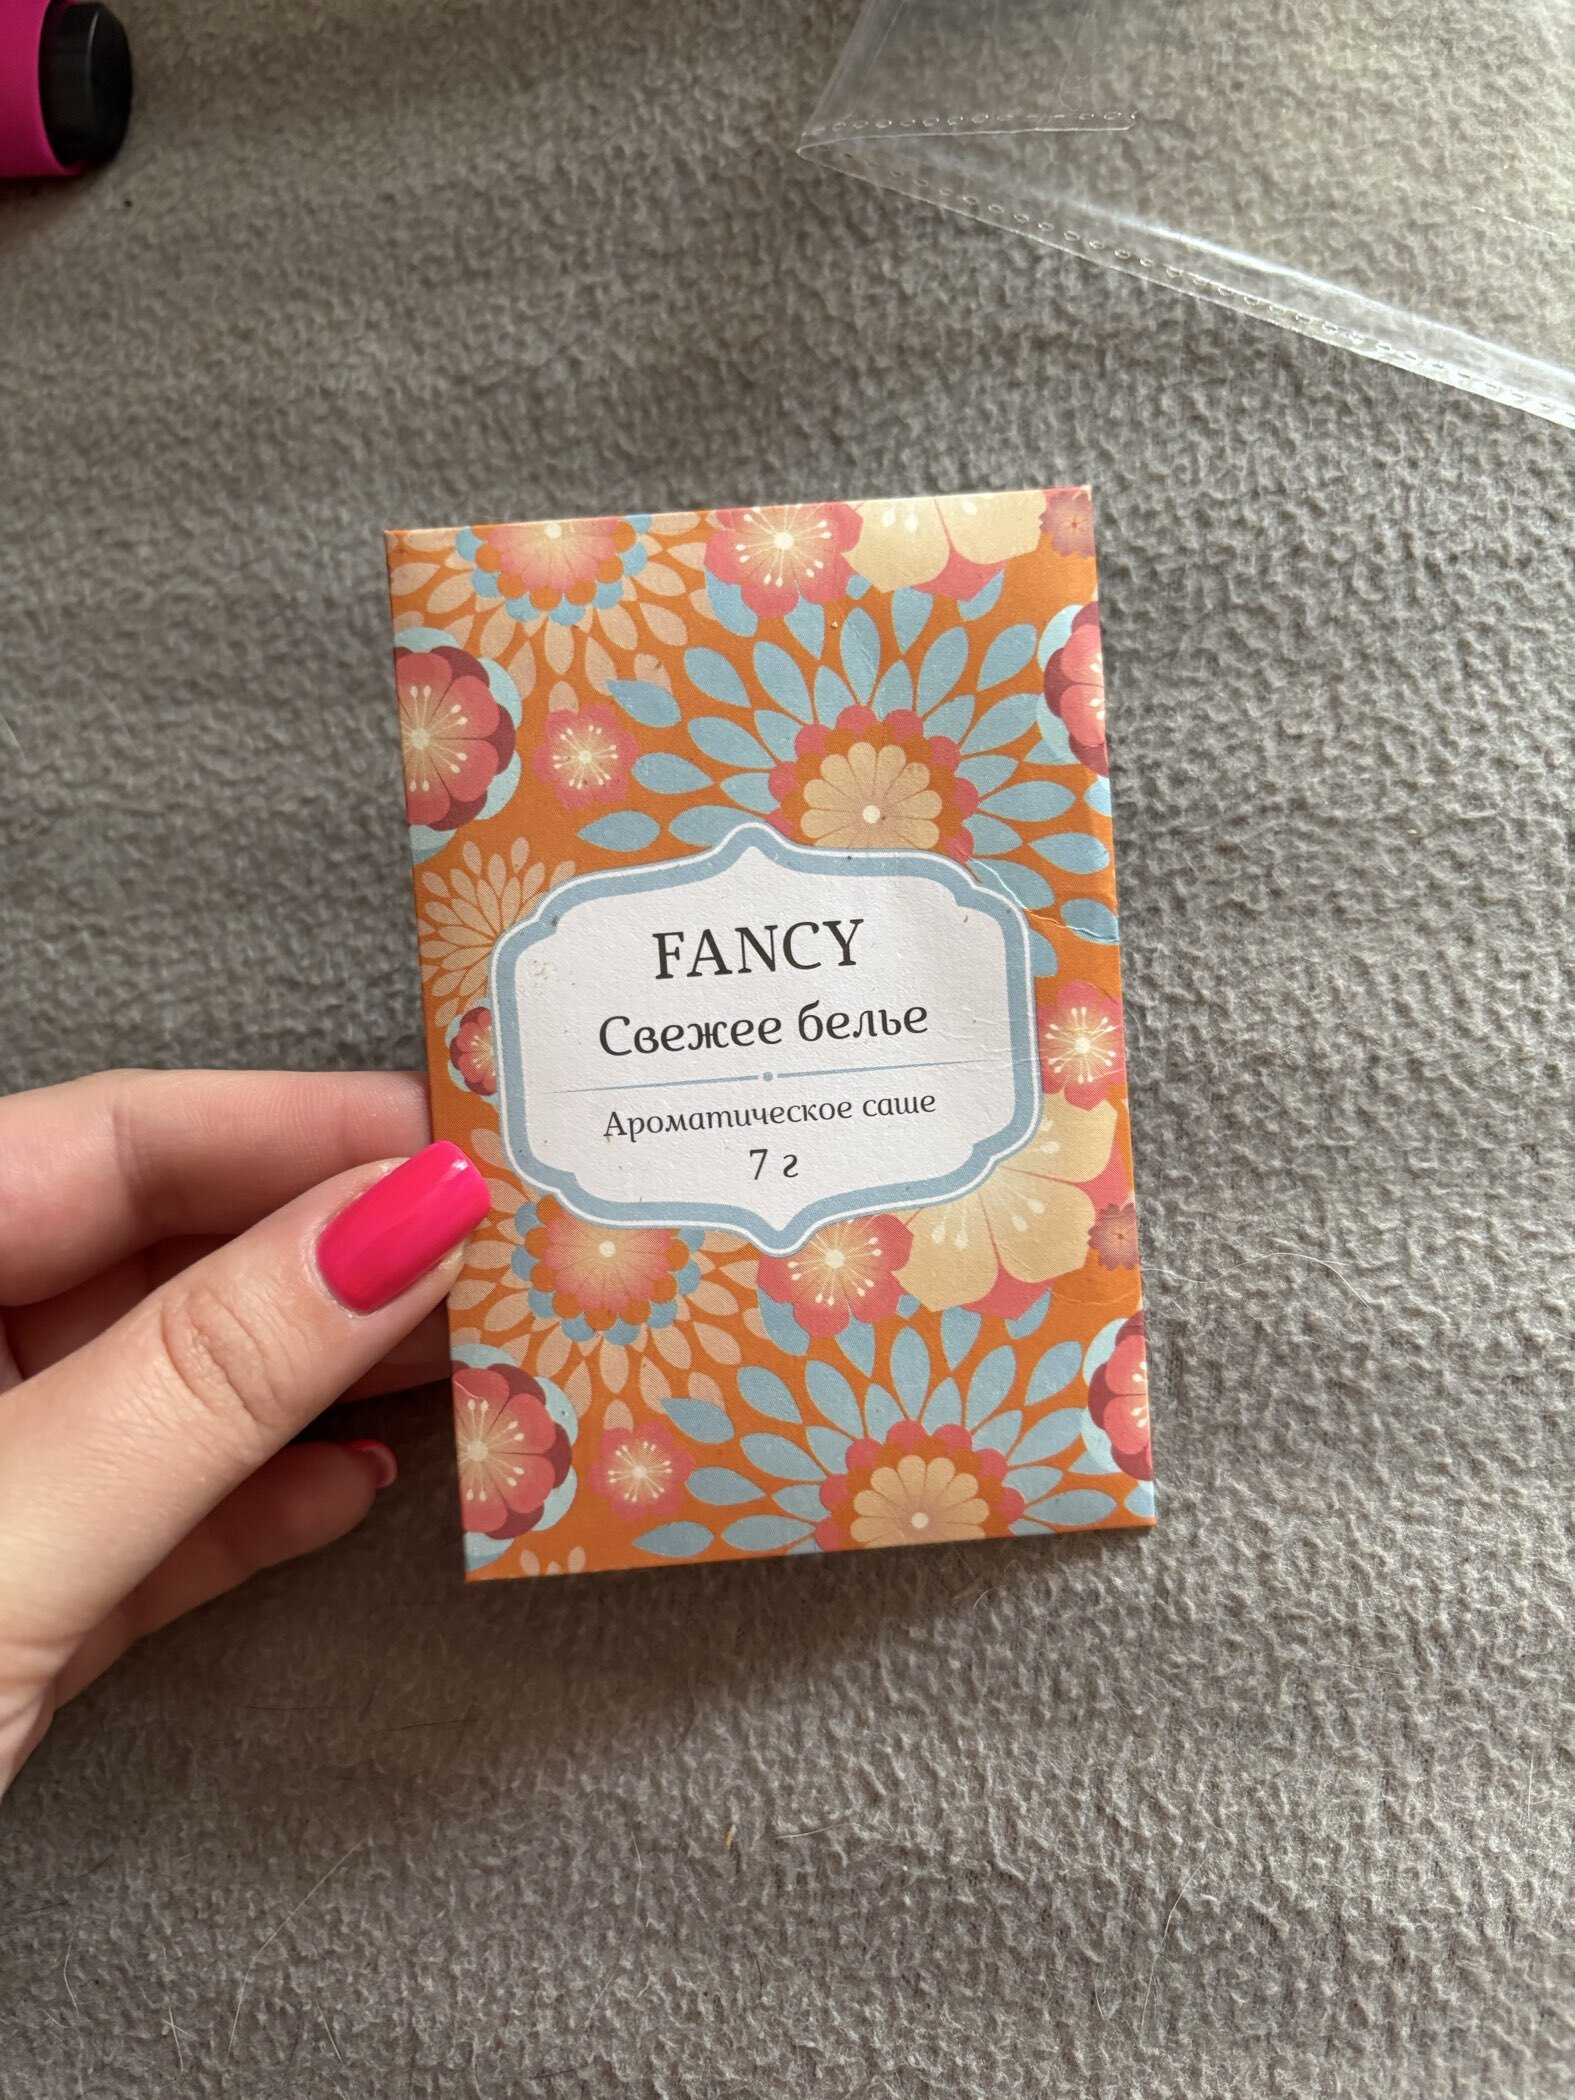 FANCY
Свежее белье
Ароматическое саше
7 г